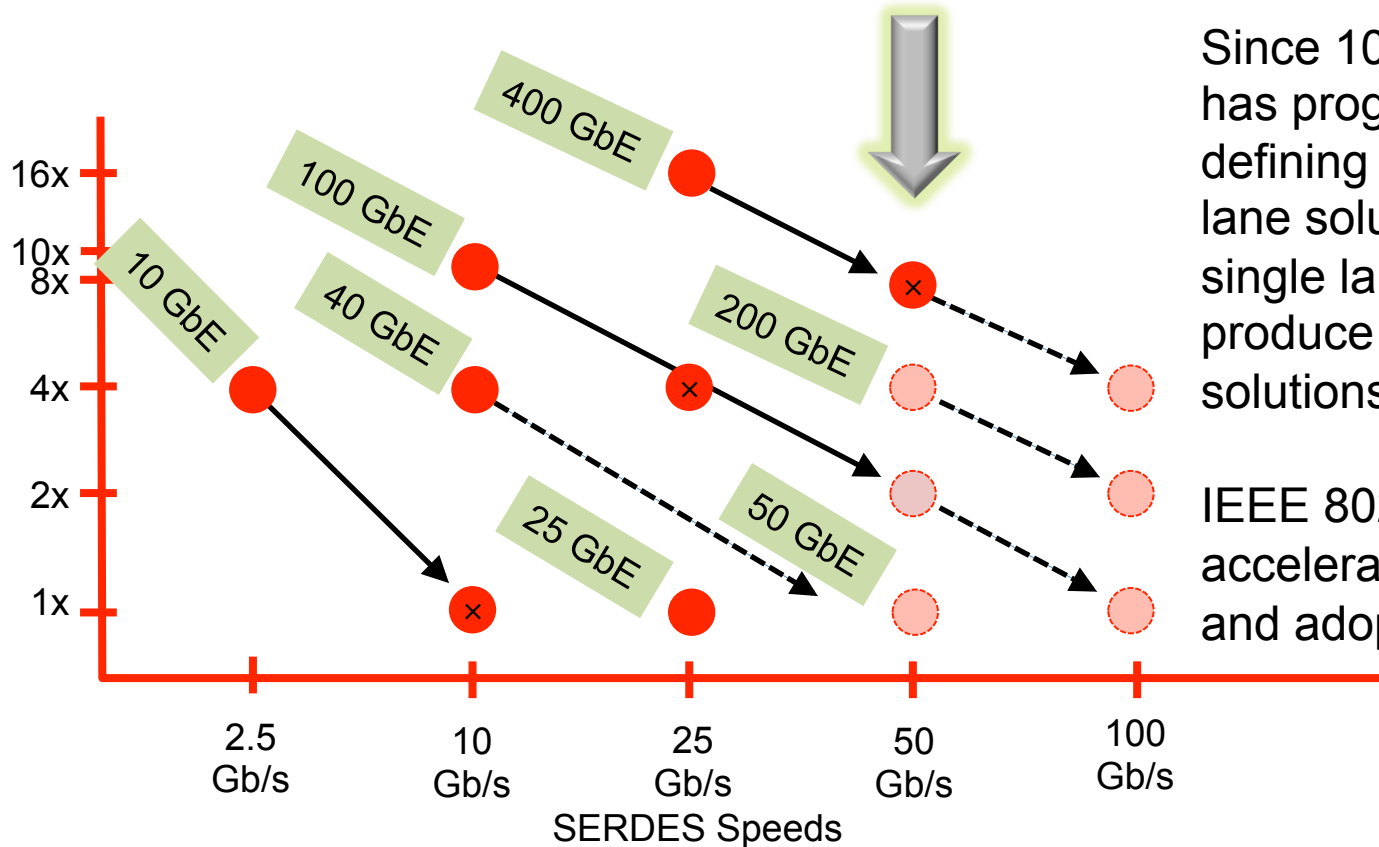 400 GbE
100 GbE
10 GbE
40 GbE
200 GbE
25 GbE
50 GbE
16x
10x
8x
4x
2x
1x
2.5
Gb/s
10
Gb/s
25
Gb/s
50
Gb/s
100
Gb/s
SERDES Speeds
Since 10
has prog
defining
lane solu
single la
produce
solutions
IEEE 802
accelera
and adop